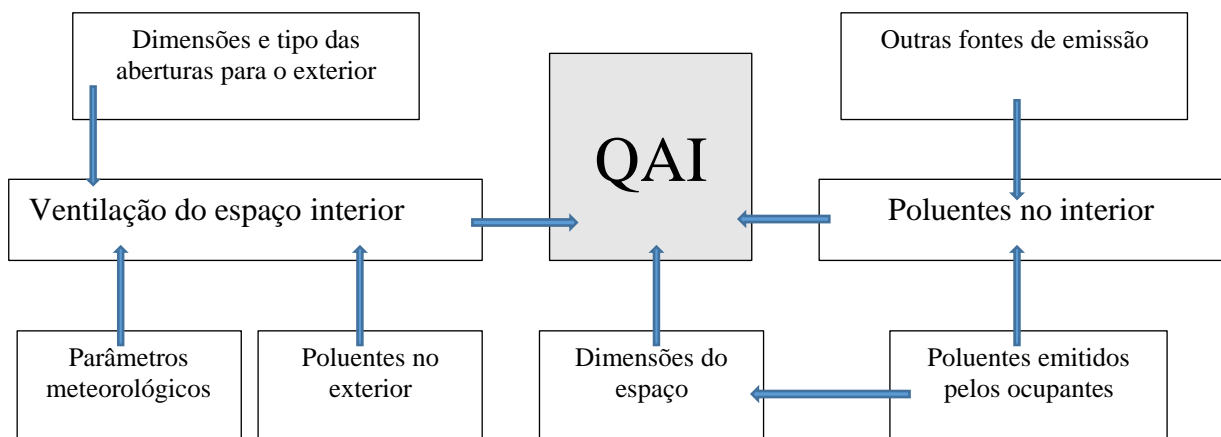 Dimensões e tipo das
aberturas para o exterior
Outras fontes de emissão
QAI
Ventilação do espaço interior
Poluentes no interior
Parâmetros
meteorológicos
Poluentes no
exterior
Dimensões do
espaço
Poluentes emitidos
pelos ocupantes